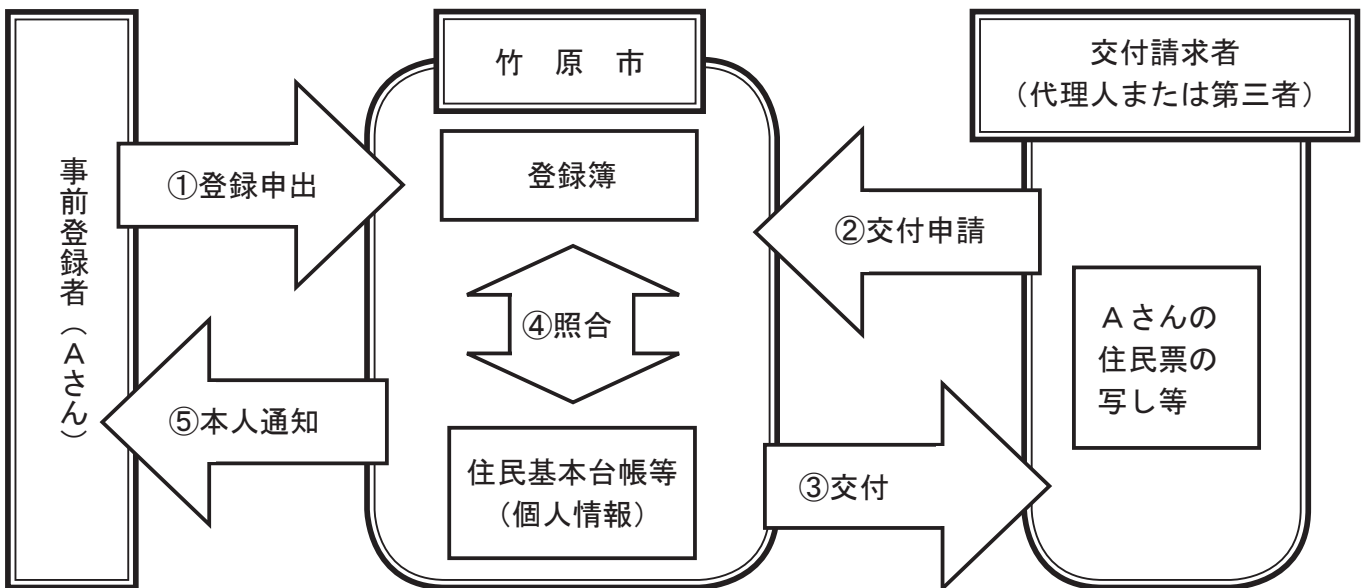 事前登録者(Aさん)
①登録申出
⑤本人通知
竹原市
登録簿
④照合
住民基本台帳等
(個人情報)
②交付申請
③交付
交付請求者
(代理人または第三者)
Aさんの
住民票の
写し等